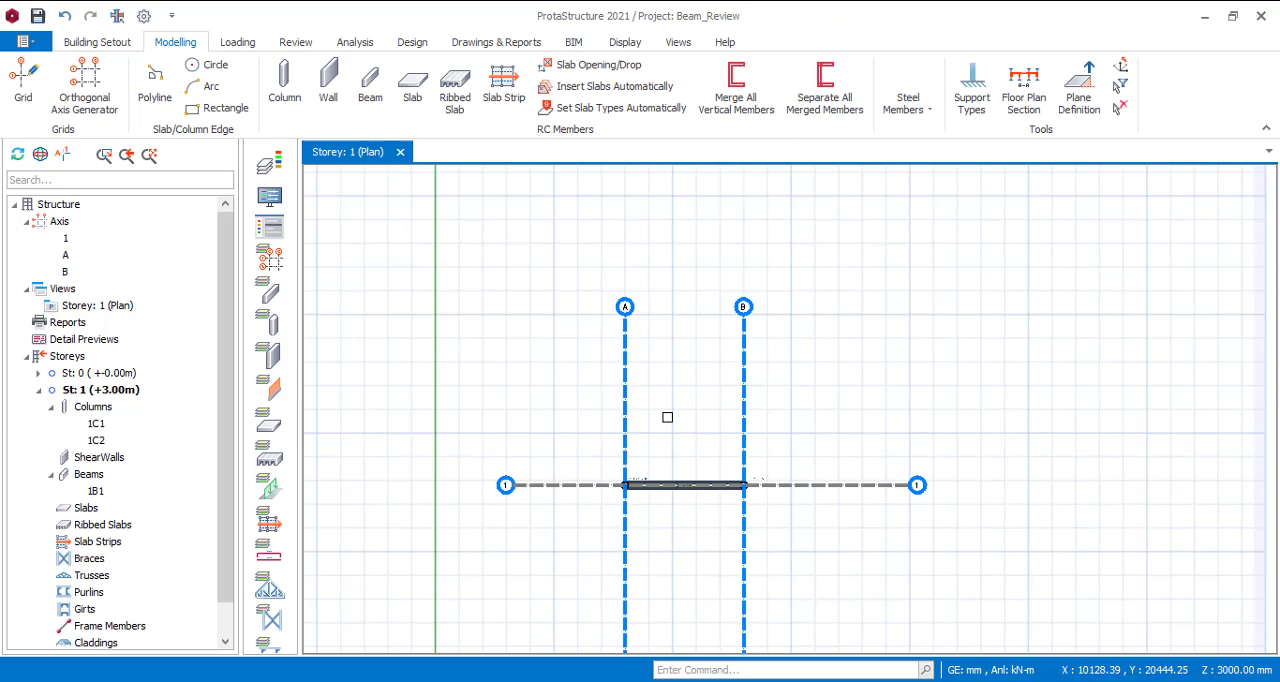 ProtaStructure 2021 / Project: Beam_Review
Building Setout
Modelling
Loading
Review
Analysis
Design
Drawings & Reports
BIM
Display
Views
Help
Grid
Orthogonal
Axis Generator
Grids
Polyline
Circle
Arc
Rectangle
Slab/Column Edge
Column
Wall
Beam
Slab
Ribbed
Slab
Slab Strip
Slab Opening/Drop
Insert Slabs Automatically
Set Slab Types Automatically
RC Members
Merge All
Vertical Members
Separate All
Merged Members
Steel
Members
Support
Types
Floor Plan
Section
Plane
Definition
Tools
Search...
Structure
Axis
1
A
B
Views
Storey: 1 (Plan)
Reports
Detail Previews
Storeys
St: 0 ( +-0.00m)
St: 1 (+3.00m)
Columns
1C1
1C2
ShearWalls
Beams
1B1
Slabs
Ribbed Slabs
Slab Strips
Braces
Trusses
Purlins
Girts
Frame Members
Claddings
Storey: 1 (Plan)
A
B
1
1
Enter Command...
GE: mm , Anl: kN-m
X : 10128.39 , Y : 20444.25
Z : 3000.00 mm